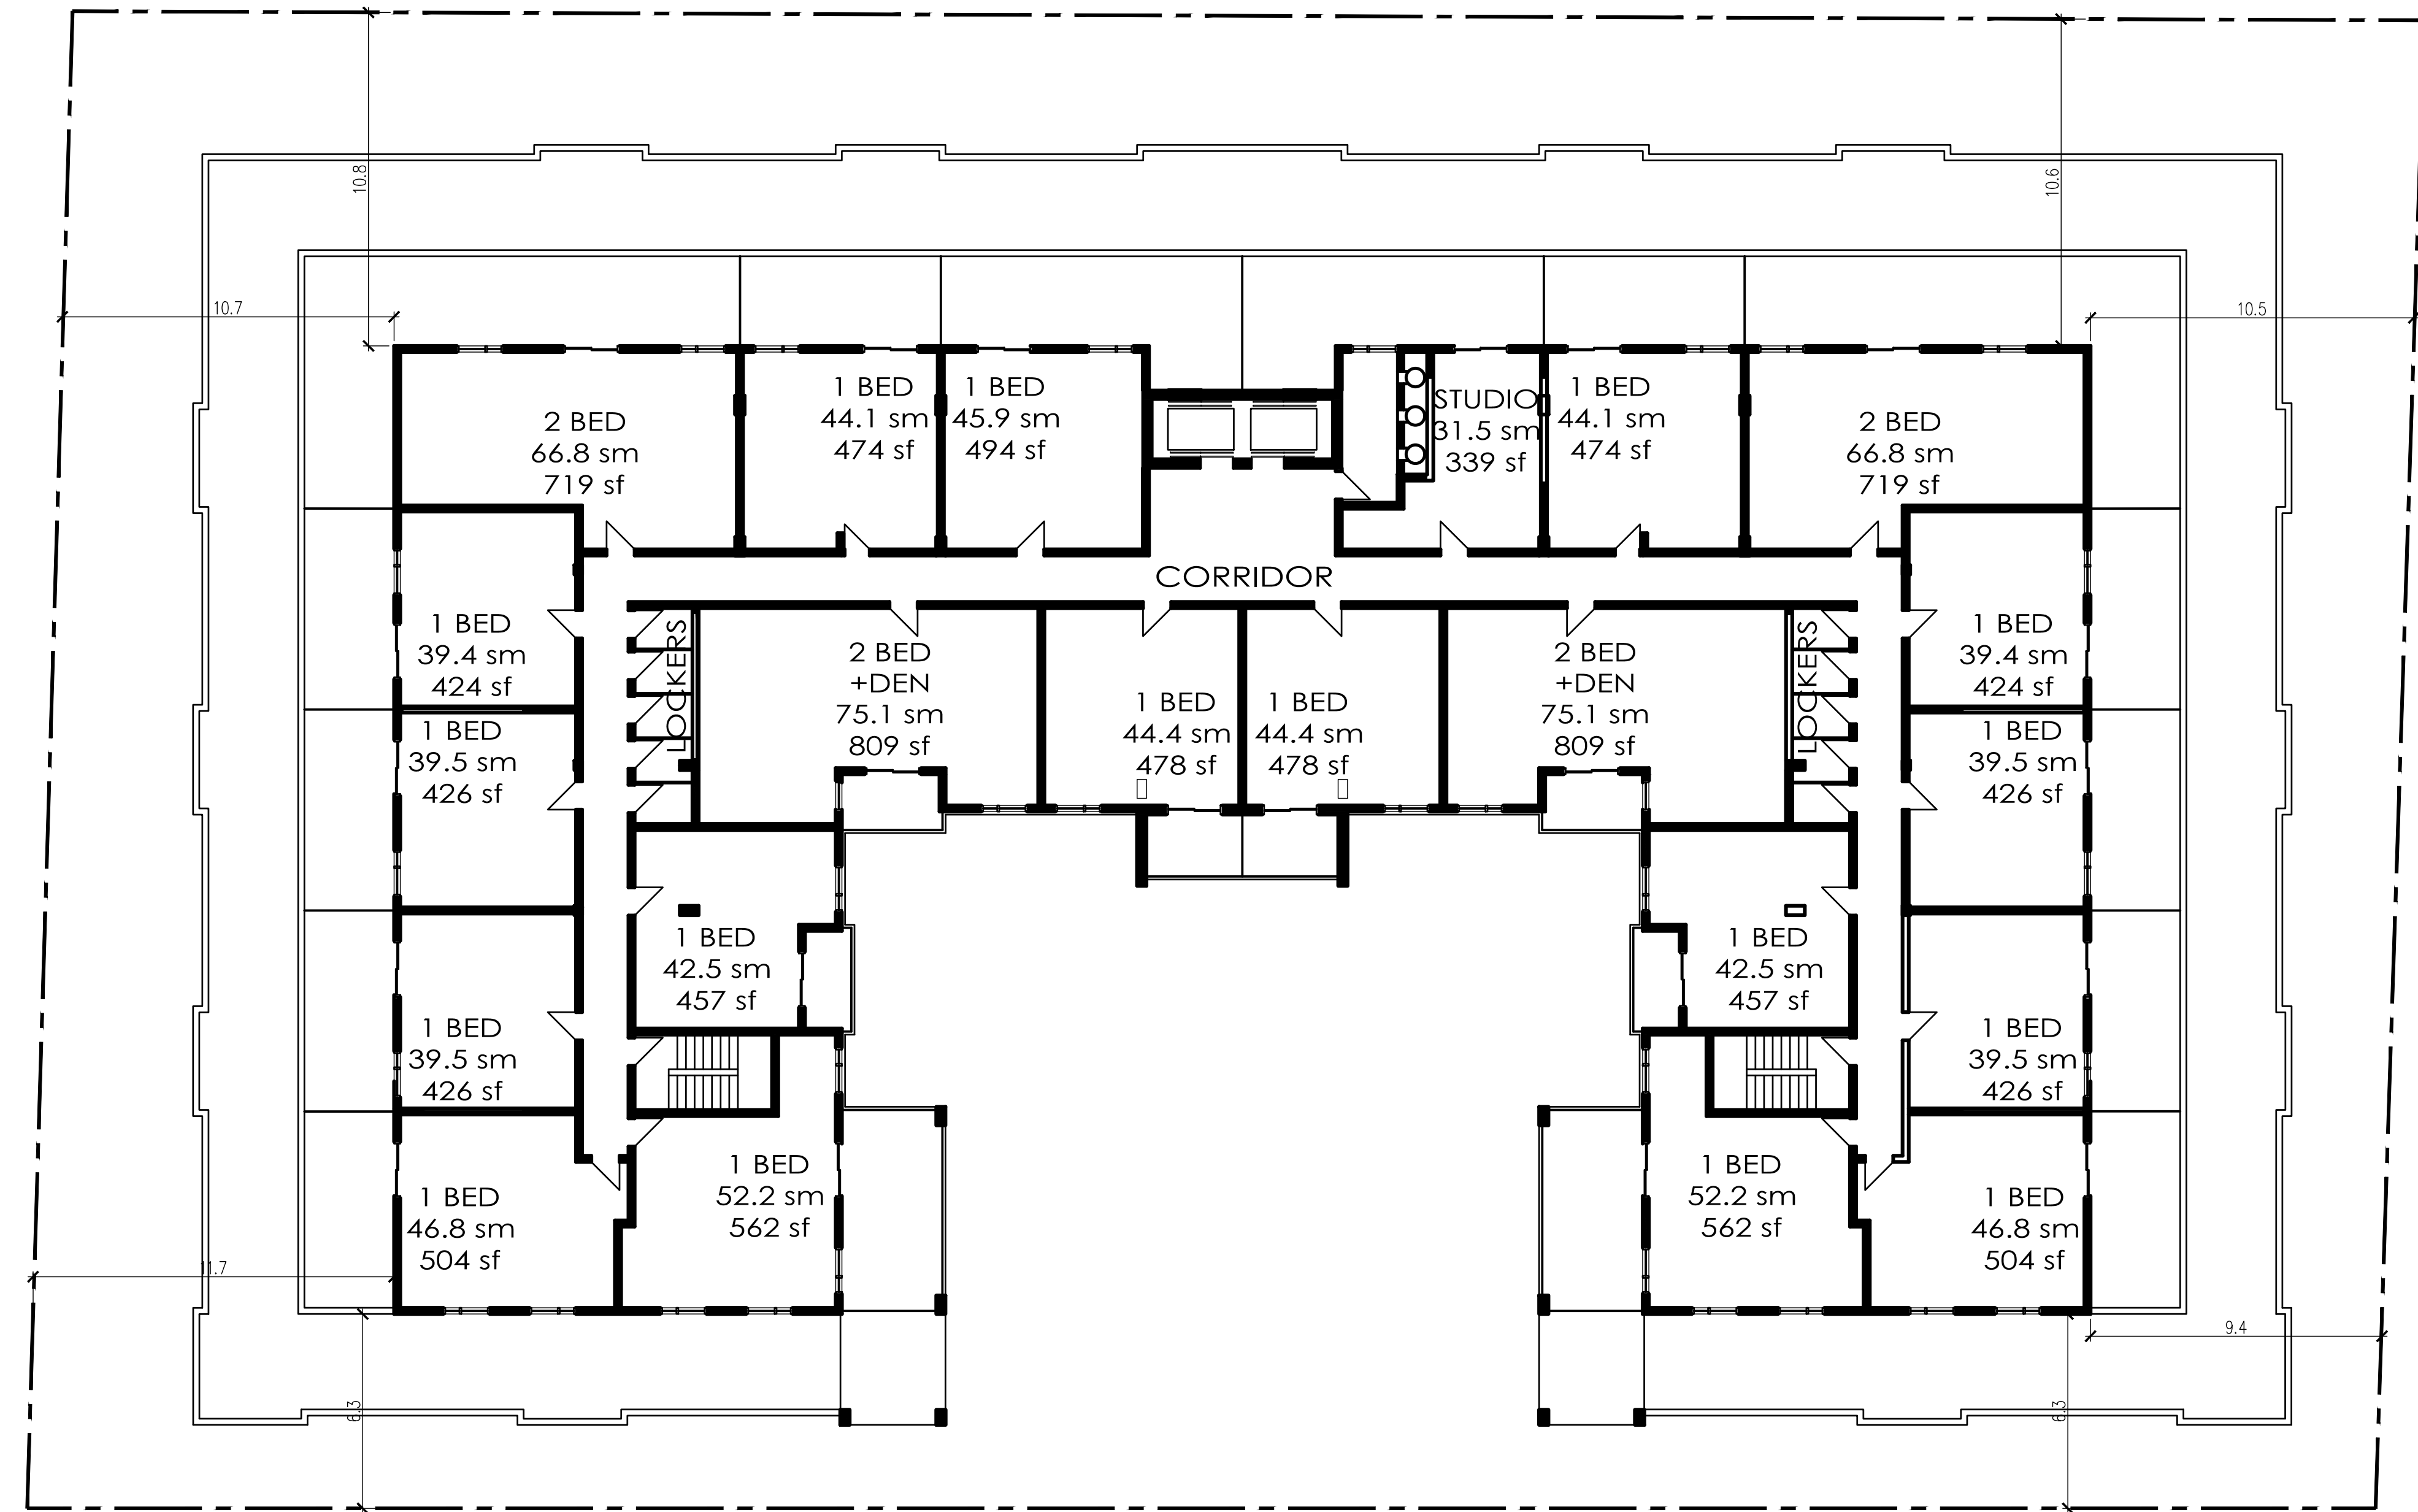 10.8
10.6
10.7
10.5
2 BED
66.8 sm
719 sf
1 BED
44.1 sm
474 sf
1 BED
45.9 sm
494 sf
STUDIO
31.5 sm
339 sf
1 BED
44.1 sm
474 sf
2 BED
66.8 sm
719 sf
CORRIDOR
1 BED
39.4 sm
424 sf
LOCKERS
2 BED
+DEN
75.1 sm
809 sf
1 BED
44.4 sm
478 sf
1 BED
44.4 sm
478 sf
2 BED
+DEN
75.1 sm
809 sf
LOCKERS
1 BED
39.4 sm
424 sf
1 BED
39.5 sm
426 sf
1 BED
39.5 sm
426 sf
1 BED
42.5 sm
457 sf
1 BED
42.5 sm
457 sf
1 BED
39.5 sm
426 sf
1 BED
39.5 sm
426 sf
1 BED
46.8 sm
504 sf
1 BED
52.2 sm
562 sf
1 BED
52.2 sm
562 sf
1 BED
46.8 sm
504 sf
11.7
9.4
6.3
6.3